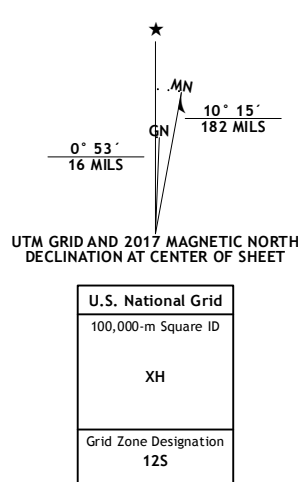 ★
MN
GN
10° 15´
182 MILS
0° 53´
16 MILS
UTM GRID AND 2017 MAGNETIC NORTH
DECLINATION AT CENTER OF SHEET
U.S. National Grid
100,000-m Square ID
XH
Grid Zone Designation
12S